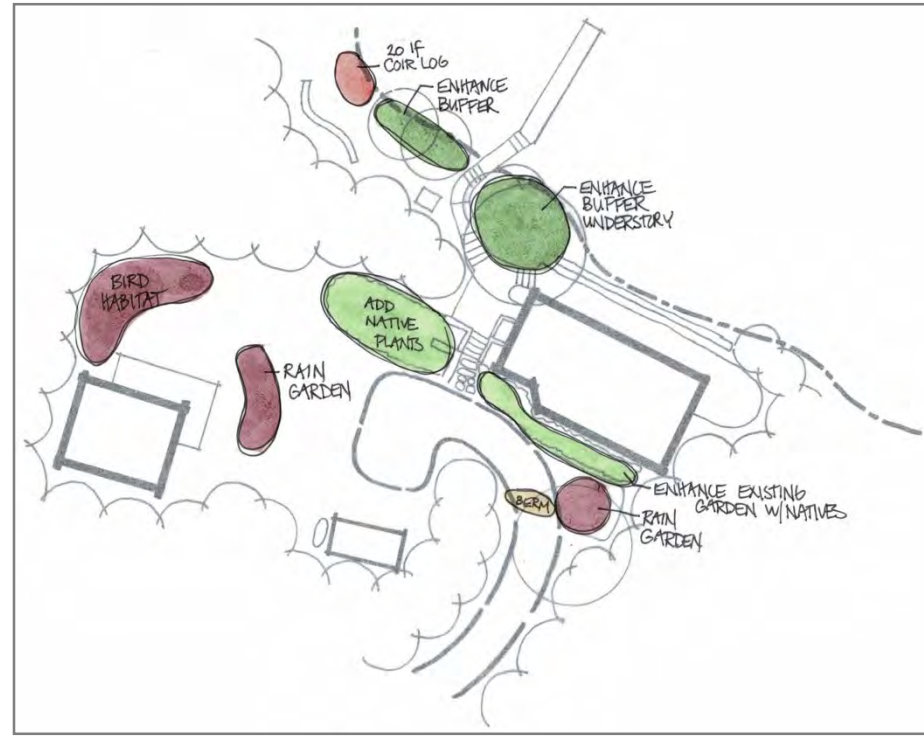 20 lf
COIR LOG
ENHANCE
BUFFER
ENHANCE
BUFFER
UNDERSTORY
BIRD
HABITAT
ADD
NATIVE
PLANTS
RAIN
GARDEN
ENHANCE EXISTING
GARDEN W/NATIVES
BERM
RAIN
GARDEN